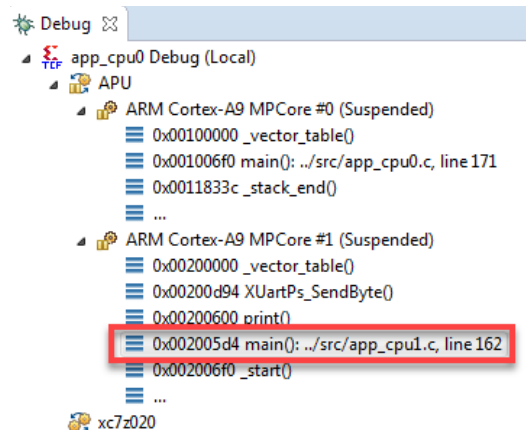 Debug
TCF app_cpu0 Debug (Local)
APU
ARM Cortex-A9 MPCore #0 (Suspended)
0x00100000 _vector_table()
0x001006f0 main(): ../src/app_cpu0.c, line 171
0x0011833c _stack_end()
...
ARM Cortex-A9 MPCore #1 (Suspended)
0x00200000 _vector_table()
0x00200d94 XUartPs_SendByte()
0x00200600 print()
0x002005d4 main(): ../src/app_cpu1.c, line 162
0x002006f0 _start()
...
xc7z020